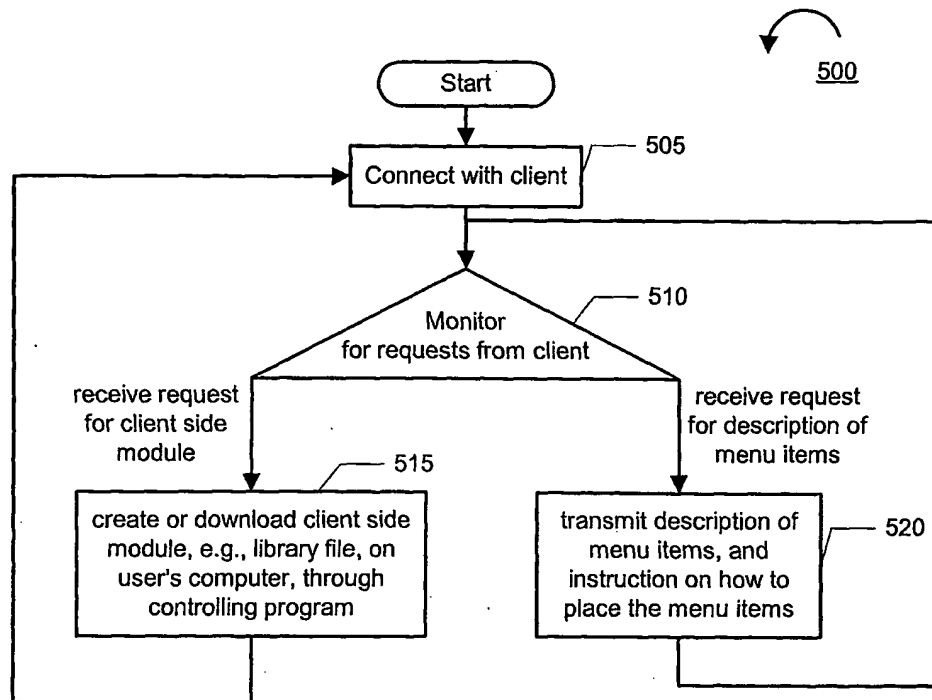 500
Start
505
Connect with client
510
Monitor
for requests from client
receive request
for client side
module
receive request
for description of
menu items
515
create or download client side
module, e.g., library file, on
user's computer, through
controlling program
520
transmit description of
menu items, and
instruction on how to
place the menu items